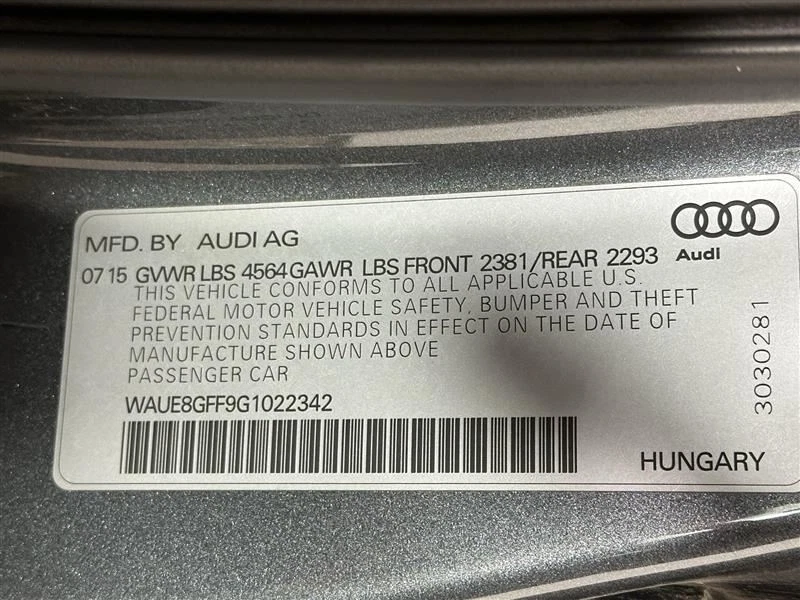 MFD. BY AUDI AG
Audi
07 15 GVWR LBS 4564 GAWR LBS FRONT 2381/REAR 2293
THIS VEHICLE CONFORMS TO ALL APPLICABLE U.S.
FEDERAL MOTOR VEHICLE SAFETY, BUMPER AND THEFT
PREVENTION STANDARDS IN EFFECT ON THE DATE OF
MANUFACTURE SHOWN ABOVE
PASSENGER CAR
WAUE8GFF9G1022342
3030281
HUNGARY